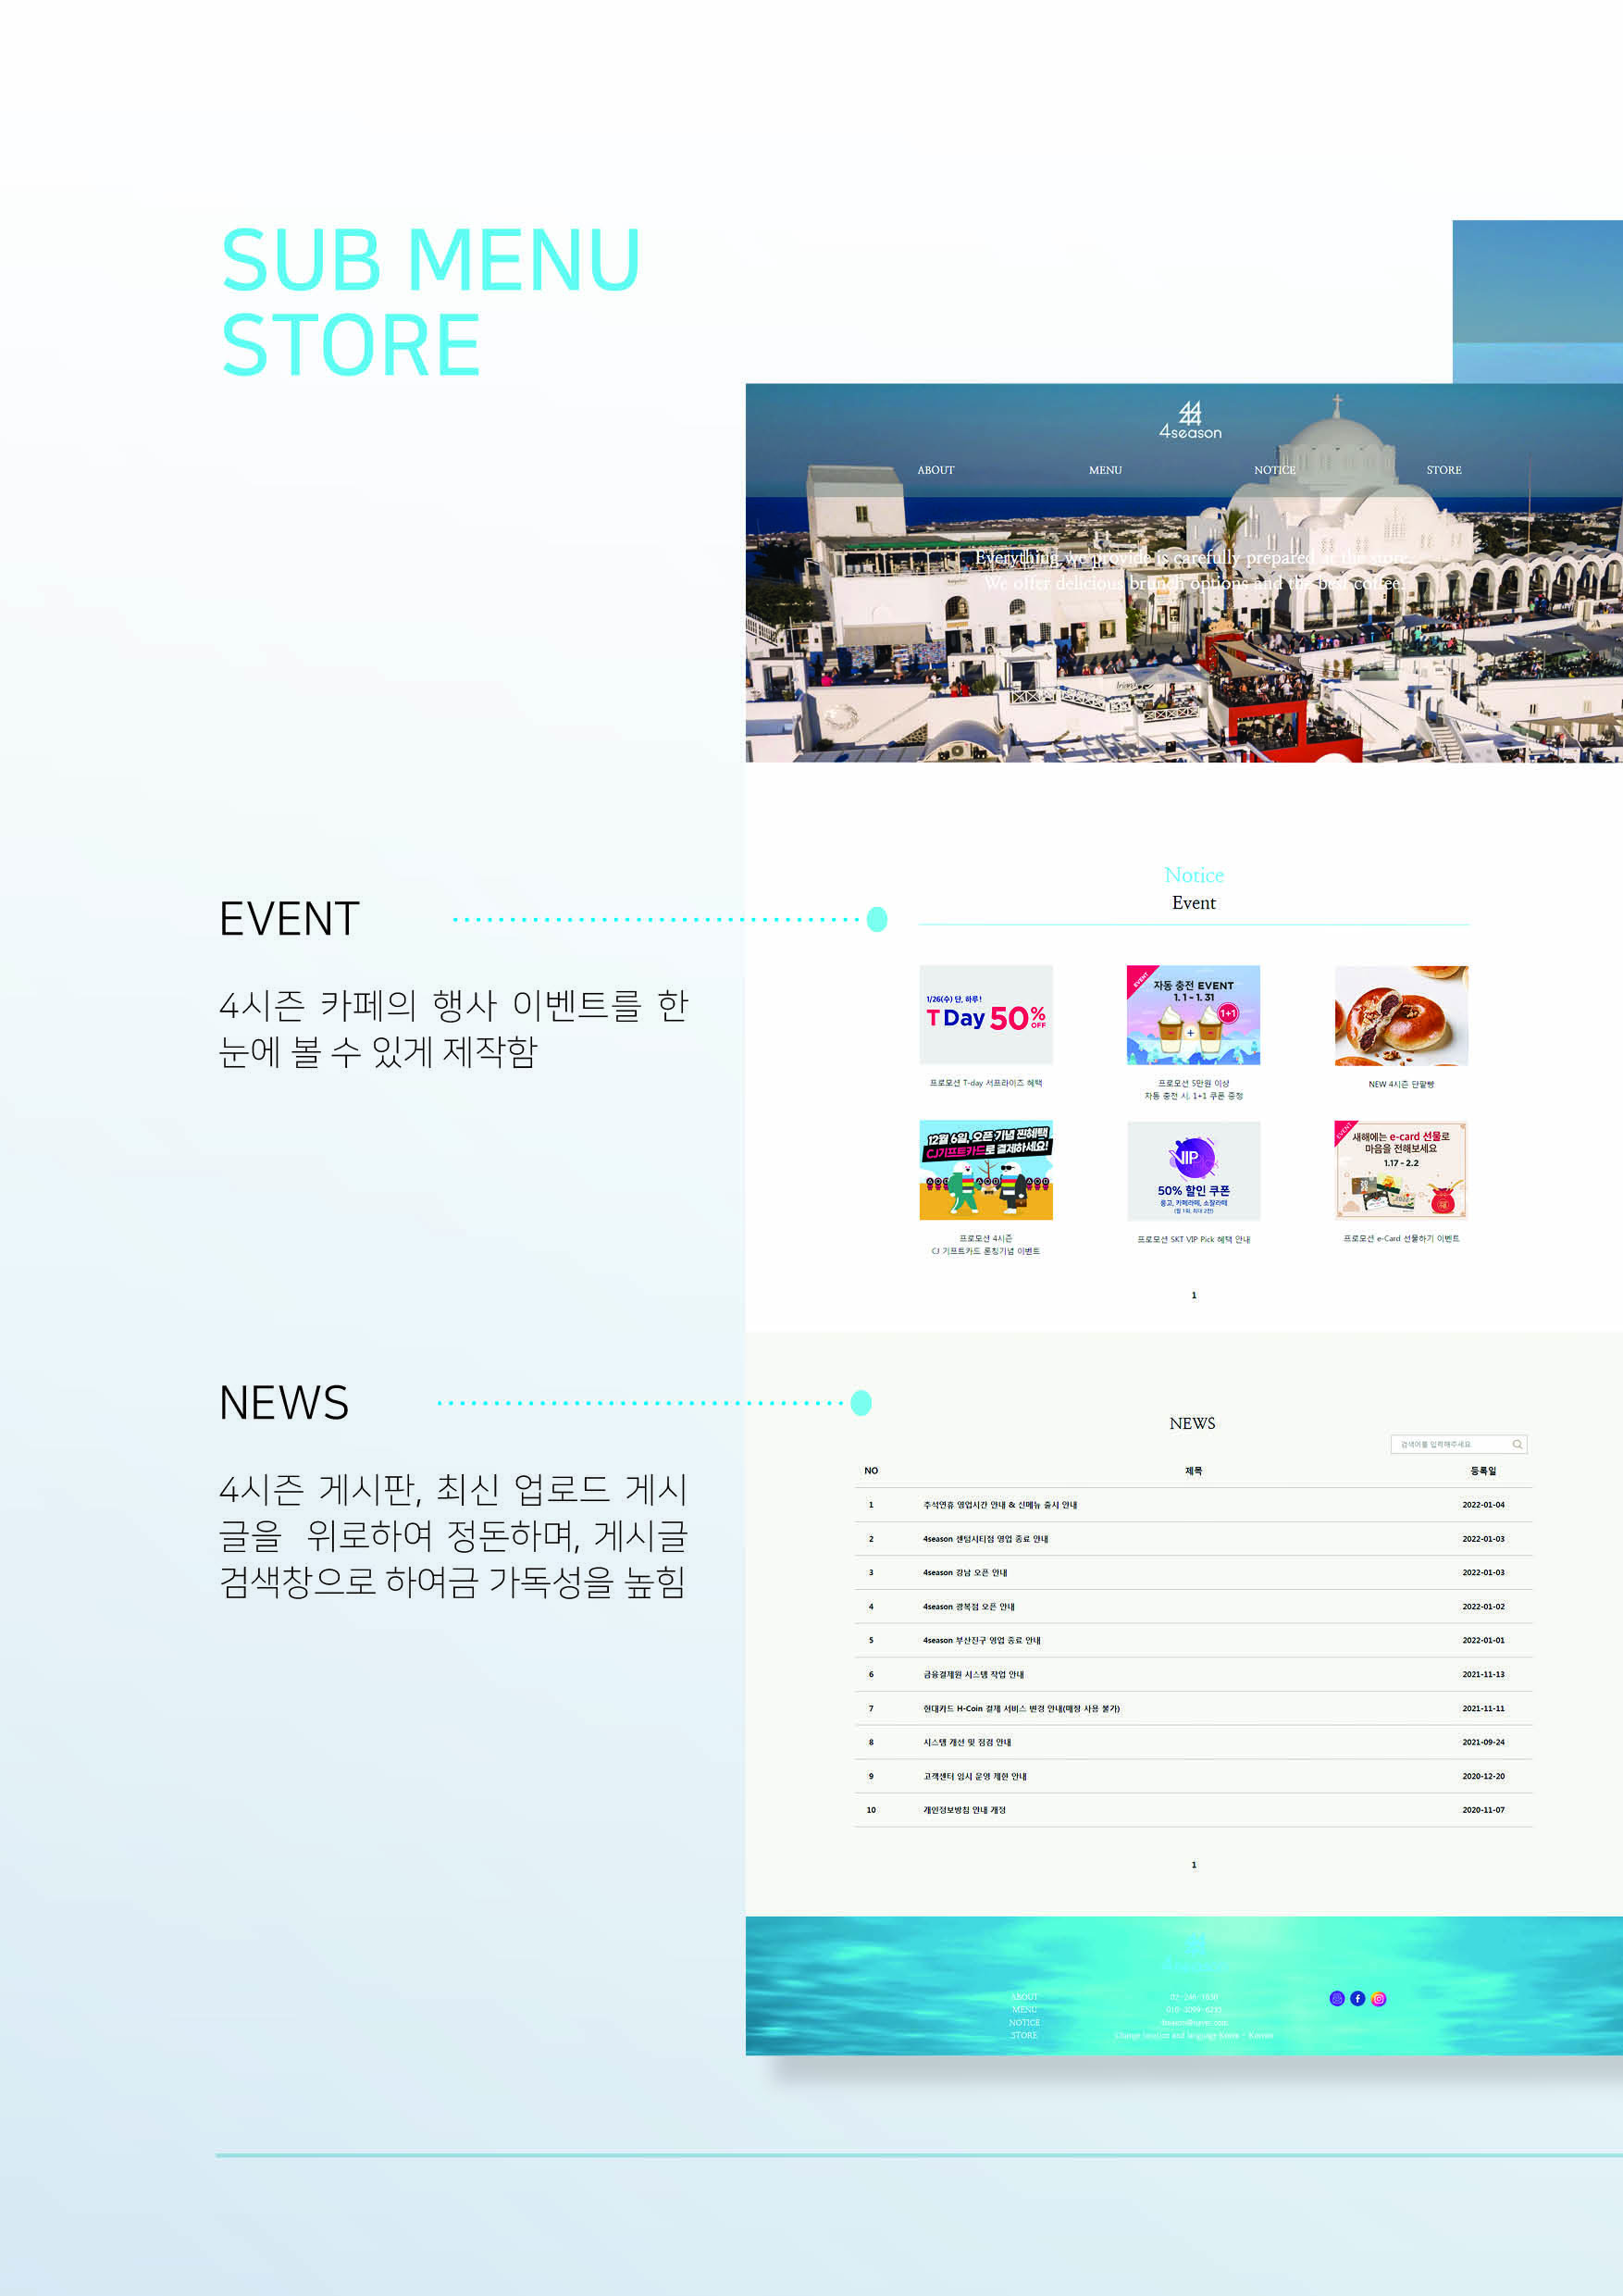 SUB MENU
STORE
4season
ABOUT
MENU
NOTICE
STORE
Everything we provide is carefully prepared at the store.
We offer delicious brunch options and the best coffee.
EVENT
4시즌 카페의 행사 이벤트를 한
눈에 볼 수 있게 제작함
Notice
Event
1/26(수) 단, 하루!
T Day 50% OFF
프로모션 T-day 서프라이즈 혜택
EVENT
자동 충전 EVENT
1. 1 - 1. 31
1+1
+
프로모션 5만원 이상
자동 충전 시, 1+1 쿠폰 증정
NEW 4시즌 단팥빵
12월 6일, 오픈 기념 찐혜택
CJ기프트카드로 결제하세요!
프로모션 4시즌
CJ 기프트카드 론칭기념 이벤트
VIP
50% 할인 쿠폰
(월 1회, 최대 2천)
프로모션 SKT VIP Pick 혜택 안내
EVENT
새해에는 e-card 선물로
마음을 전해보세요
1.17 - 2.2
프로모션 e-Card 선물하기 이벤트
1
NEWS
4시즌 게시판, 최신 업로드 게시
글을 위로하여 정돈하며, 게시글
검색창으로 하여금 가독성을 높힘
NEWS
검색어를 입력해주세요
NO 제목 등록일
1 추석연휴 영업시간 안내 & 신메뉴 출시 안내 2022-01-04
2 4season 센텀시티점 영업 종료 안내 2022-01-03
3 4season 강남 오픈 안내 2022-01-03
4 4season 광복점 오픈 안내 2022-01-02
5 4season 부산진구 영업 종료 안내 2022-01-01
6 금융결제원 시스템 작업 안내 2021-11-13
7 현대카드 H-Coin 결제 서비스 변경 안내(매장 사용 불가) 2021-11-11
8 시스템 개선 및 점검 안내 2021-09-24
9 고객센터 임시 운영 제한 안내 2020-12-20
10 개인정보방침 안내 개정 2020-11-07
1
ABOUT
MENU
NOTICE
STORE